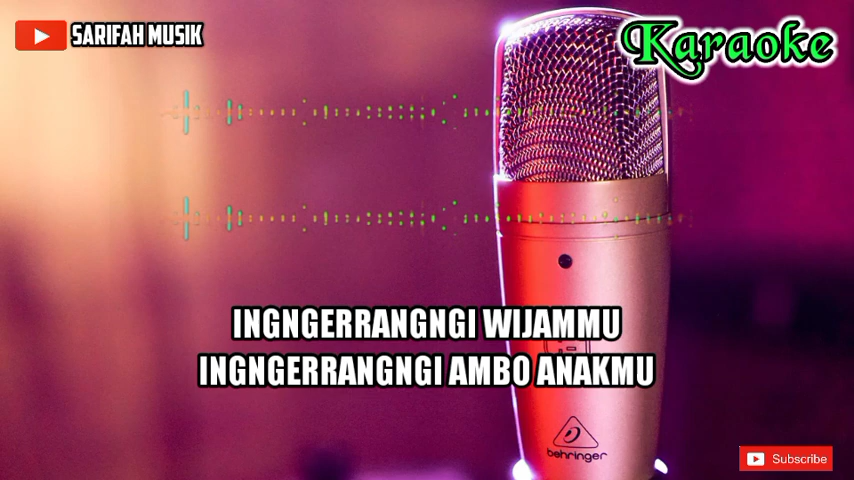 SARIFAH MUSIK
Karaoke
INGNGERRANGNGI WIJAMMU
INGNGERRANGNGI AMBO ANAKMU
behringer
Subscribe